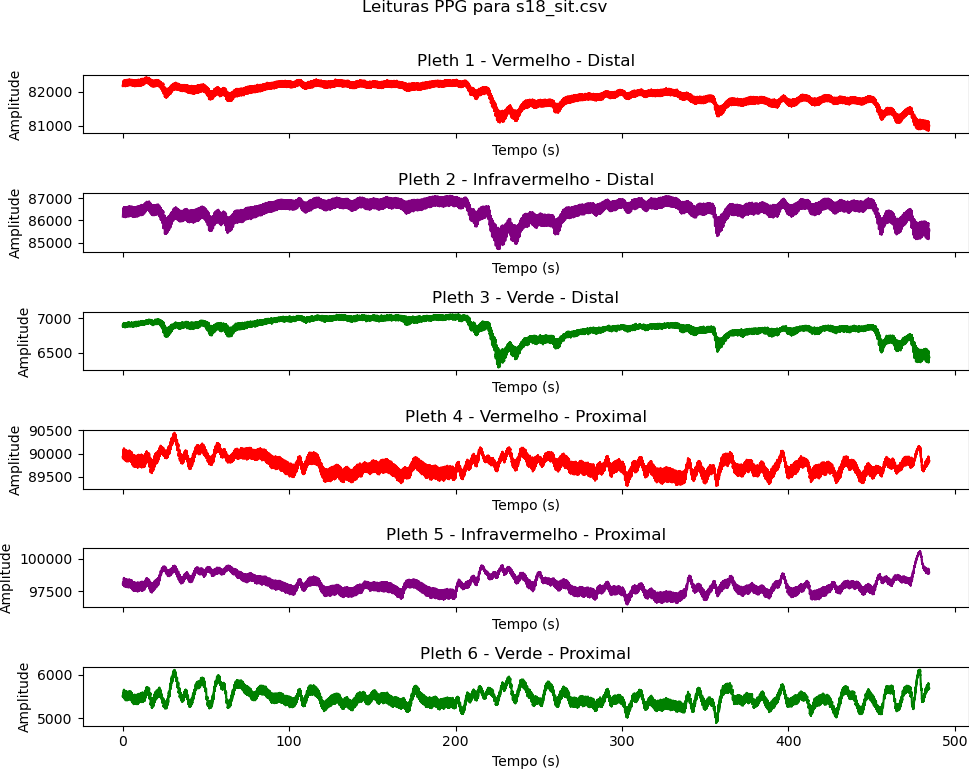 Leituras PPG para s18_sit.csv
Pleth 1 - Vermelho - Distal
Amplitude
82000
81000
Tempo (s)
Pleth 2 - Infravermelho - Distal
Amplitude
87000
86000
85000
Tempo (s)
Pleth 3 - Verde - Distal
Amplitude
7000
6500
Tempo (s)
Pleth 4 - Vermelho - Proximal
Amplitude
90500
90000
89500
Tempo (s)
Pleth 5 - Infravermelho - Proximal
Amplitude
100000
97500
Tempo (s)
Pleth 6 - Verde - Proximal
Amplitude
6000
5000
0 100 200 300 400 500
Tempo (s)